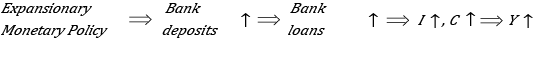 Expansionary Monetary Policy ⟹ Bank deposits ↑ ⟹ Bank loans ↑ ⟹ I ↑, C ↑ ⟹ Y ↑